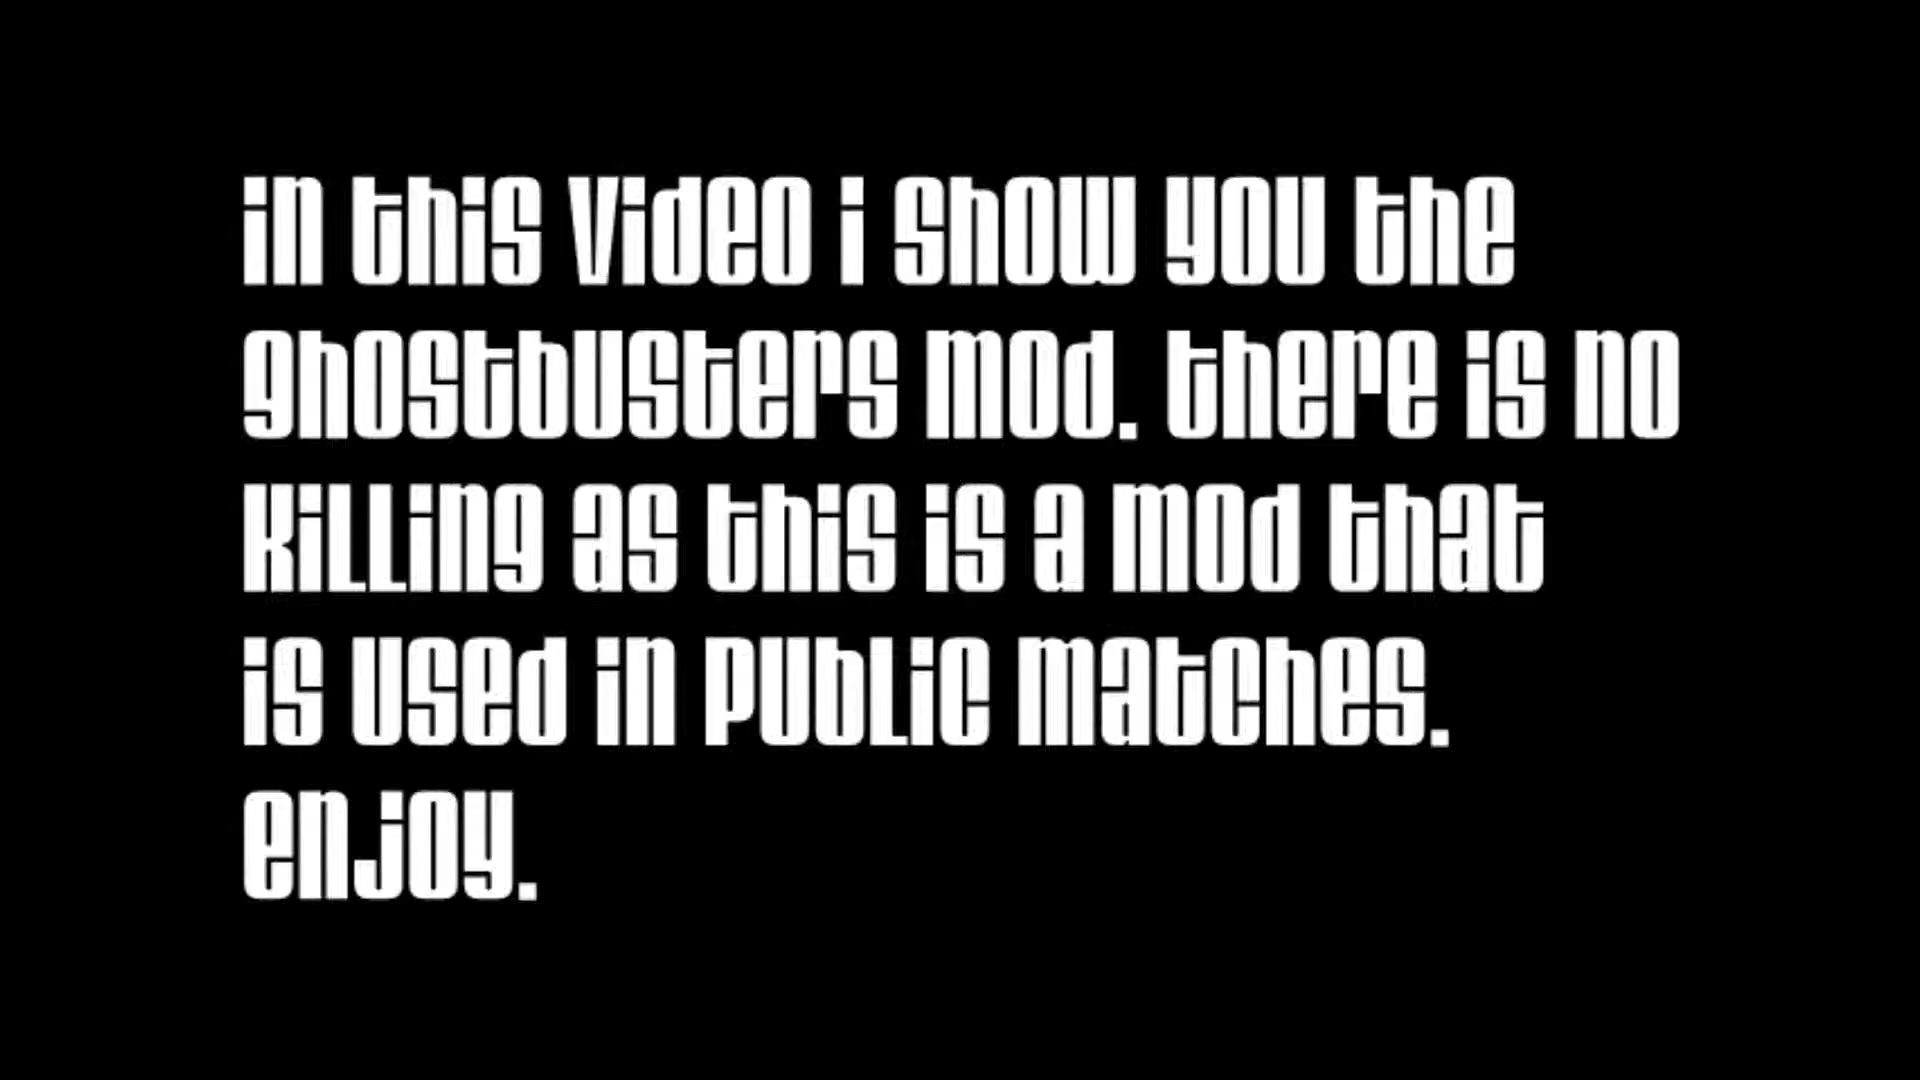 in this video i show you the
ghostbusters mod. there is no
killing as this is a mod that
is used in public matches.
enjoy.